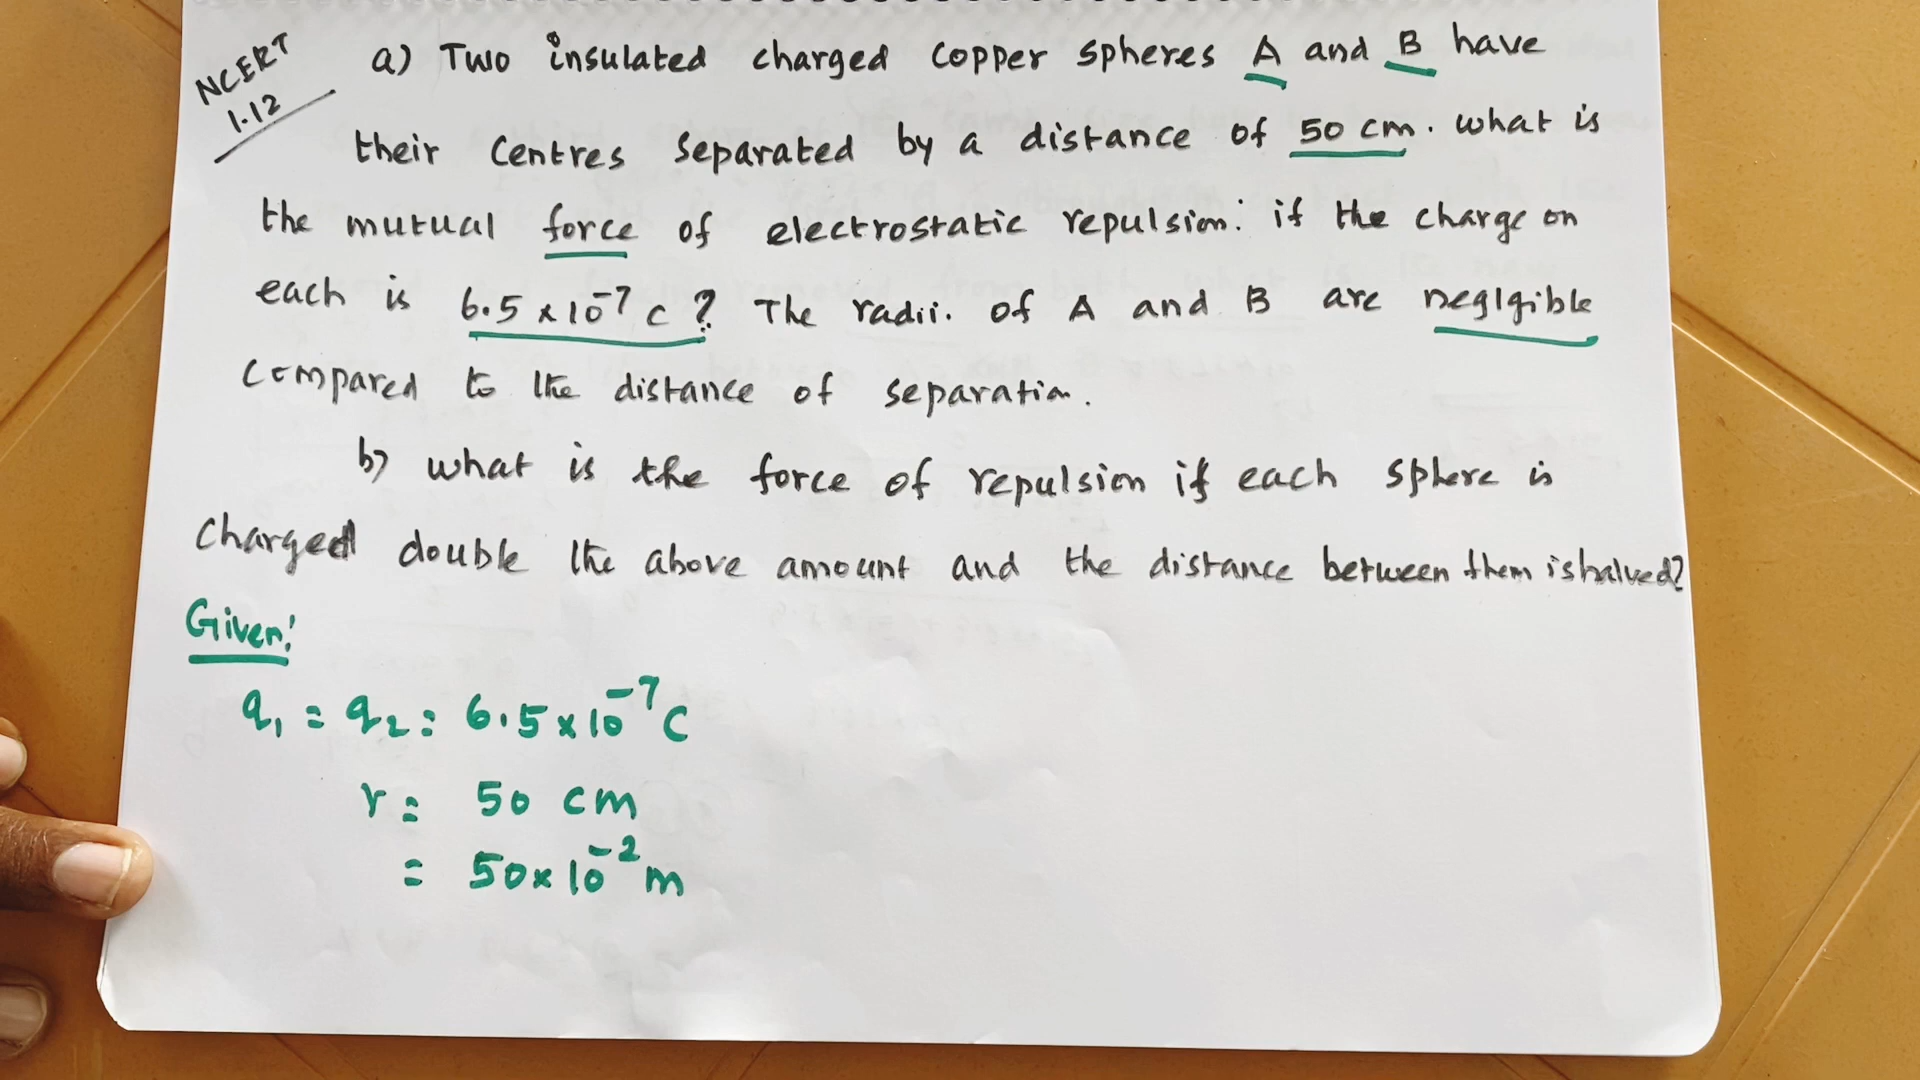 NCERT
1.12
a) Two insulated charged copper spheres A and B have
their centres separated by a distance of 50 cm. what is
the mutual force of electrostatic repulsion: if the charge on
each is 6.5 x 10⁻⁷ C ? The radii. of A and B are neglgible
compared to the distance of separation.
b) what is the force of repulsion if each sphere is
charged double the above amount and the distance between them is halved?
Given:
q₁ = q₂ = 6.5 x 10⁻⁷ C
r = 50 cm
= 50 x 10⁻² m